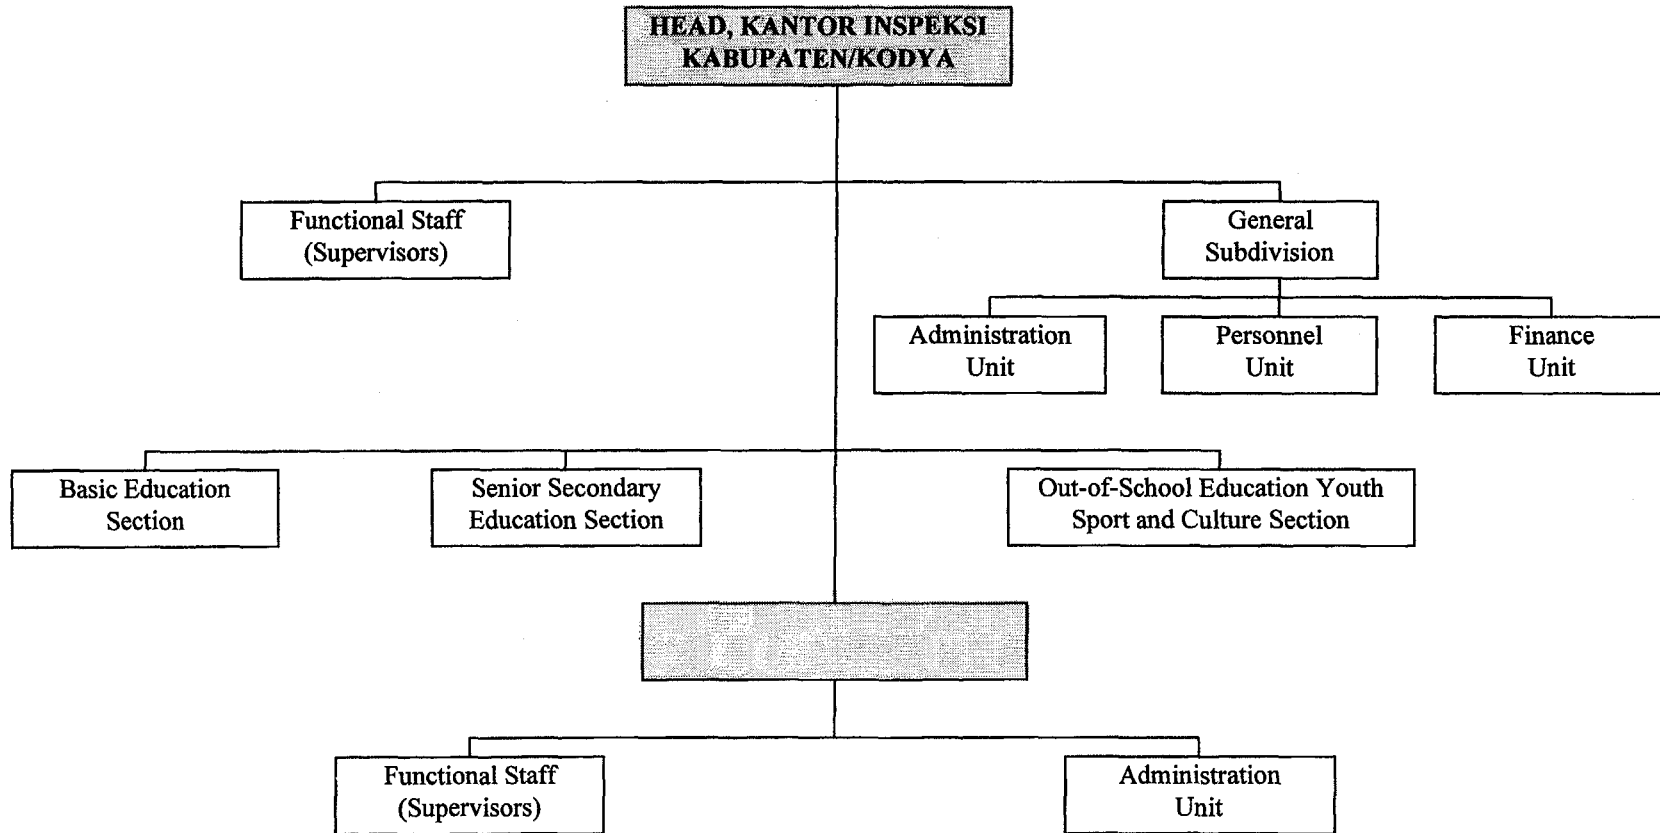 HEAD, KANTOR INSPEKSI
KABUPATEN/KODYA
Functional Staff
(Supervisors)
General
Subdivision
Administration
Unit
Personnel
Unit
Finance
Unit
Basic Education
Section
Senior Secondary
Education Section
Out-of-School Education Youth
Sport and Culture Section
Functional Staff
(Supervisors)
Administration
Unit